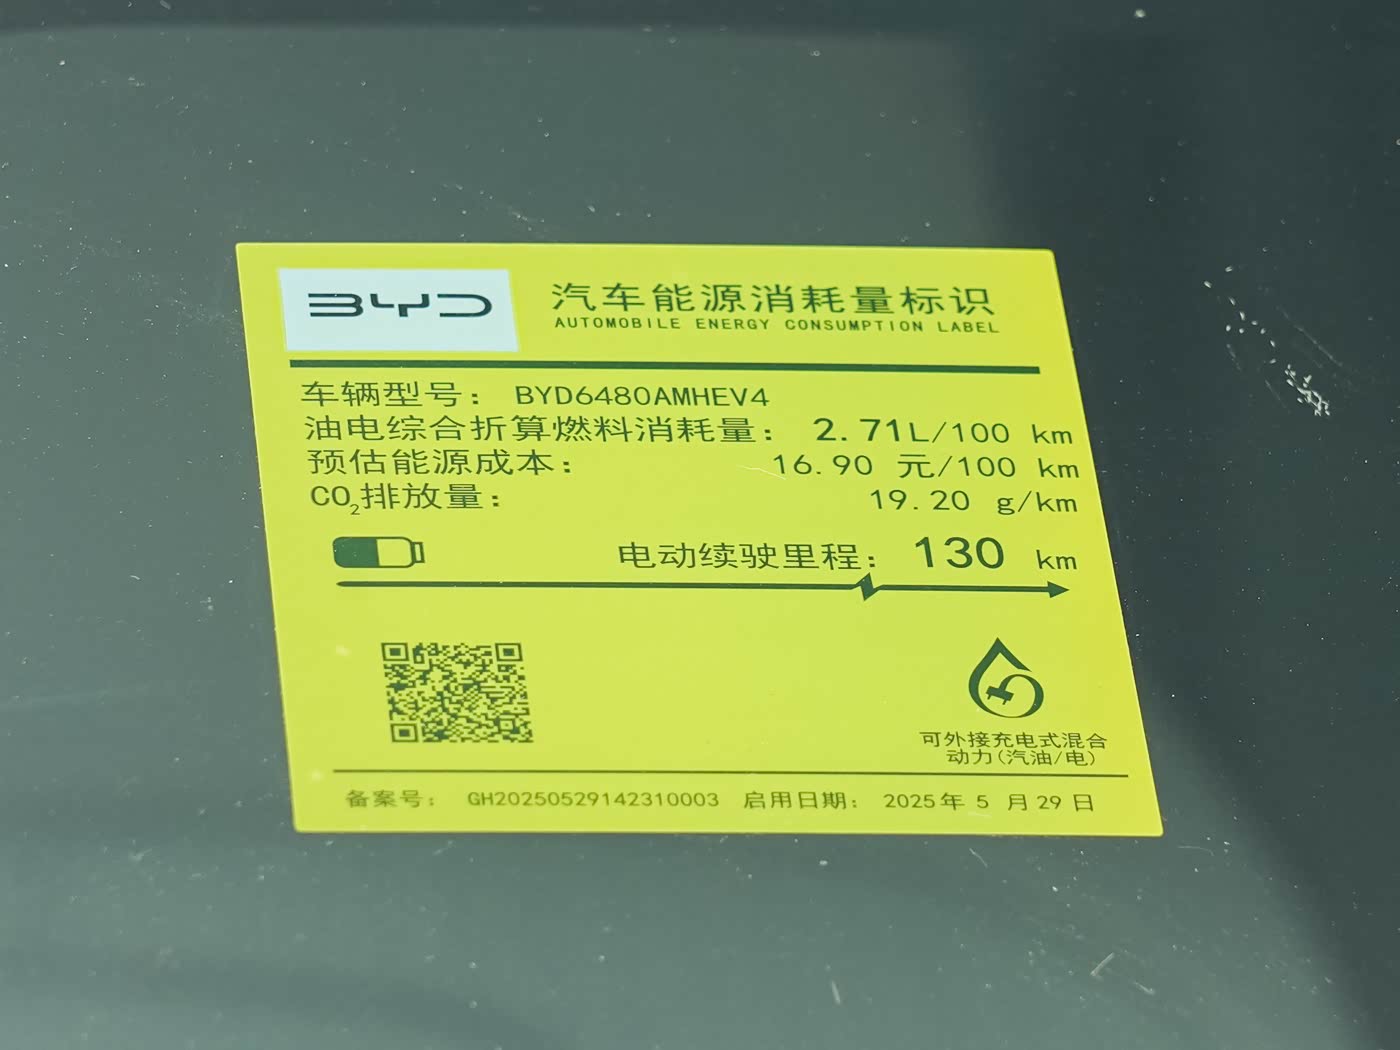 BYD
汽车能源消耗量标识
AUTOMOBILE ENERGY CONSUMPTION LABEL
车辆型号： BYD6480AMHEV4
油电综合折算燃料消耗量： 2.71L/100 km
预估能源成本： 16.90 元/100 km
CO₂排放量： 19.20 g/km
电动续驶里程： 130 km
可外接充电式混合
动力(汽油/电)
备案号： GH20250529142310003 启用日期： 2025年 5 月 29 日